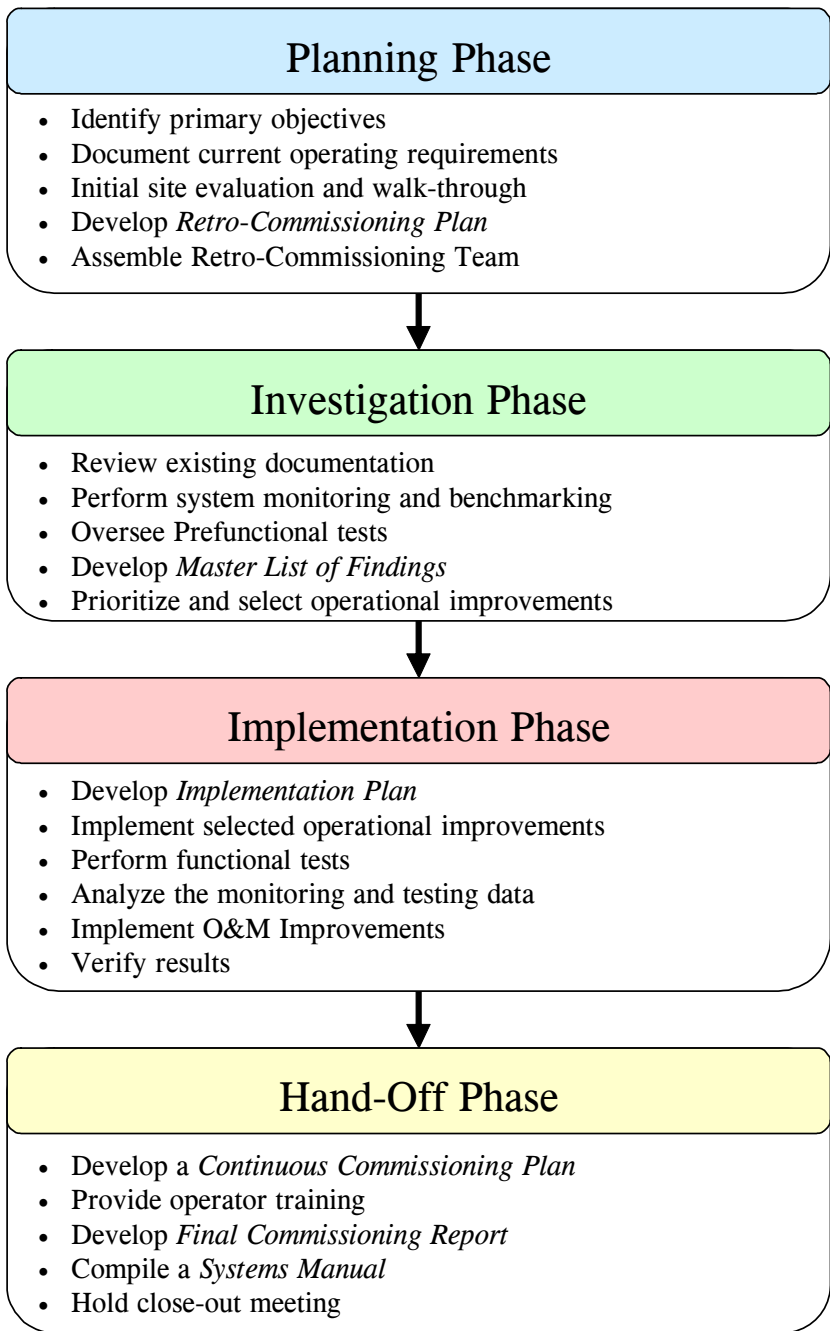 Planning Phase
• Identify primary objectives
• Document current operating requirements
• Initial site evaluation and walk-through
• Develop Retro-Commissioning Plan
• Assemble Retro-Commissioning Team
Investigation Phase
• Review existing documentation
• Perform system monitoring and benchmarking
• Oversee Prefunctional tests
• Develop Master List of Findings
• Prioritize and select operational improvements
Implementation Phase
• Develop Implementation Plan
• Implement selected operational improvements
• Perform functional tests
• Analyze the monitoring and testing data
• Implement O&M Improvements
• Verify results
Hand-Off Phase
• Develop a Continuous Commissioning Plan
• Provide operator training
• Develop Final Commissioning Report
• Compile a Systems Manual
• Hold close-out meeting